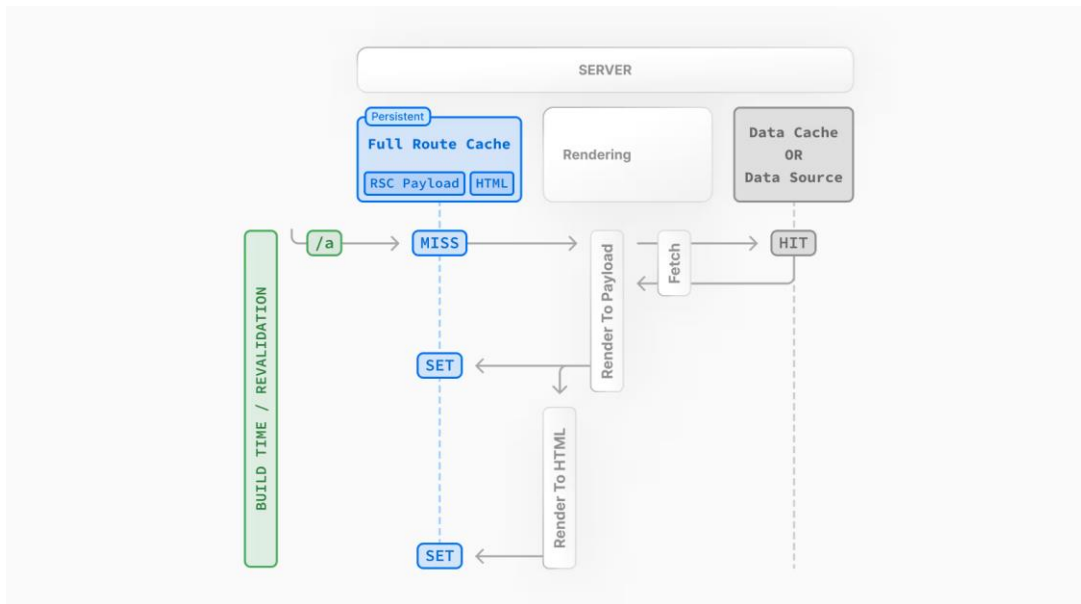 SERVER
Persistent
Full Route Cache
RSC Payload
HTML
Rendering
Data Cache
OR
Data Source
BUILD TIME / REVALIDATION
/a
MISS
Render To Payload
Fetch
HIT
SET
Render To HTML
SET